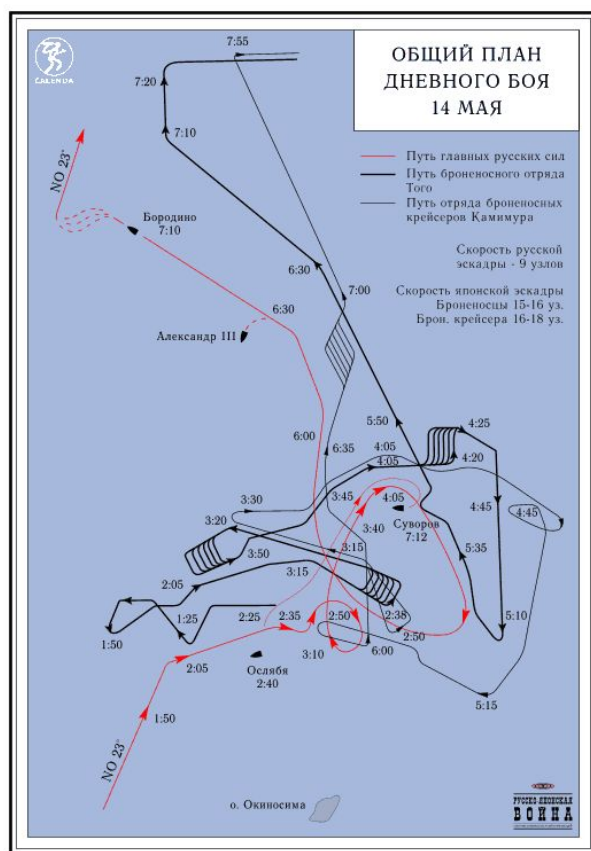 CALENDA
ОБЩИЙ ПЛАН
ДНЕВНОГО БОЯ
14 МАЯ
Путь главных русских сил
Путь броненосного отряда
Того
Путь отряда броненосных
крейсеров Камимура
Скорость русской
эскадры - 9 узлов
Скорость японской эскадры
Броненосцы 15-16 уз.
Брон. крейсера 16-18 уз.
7:55
7:20
7:10
NO 23°
Бородино
7:10
6:30
7:00
6:30
Александр III
5:50
4:25
6:00
6:35
4:05
4:05
4:20
3:30
3:45
4:05
4:45
4:45
3:20
3:40
Суворов
7:12
3:50
3:15
3:15
5:35
2:05
1:25
2:25
2:35
2:50
2:38
2:50
5:10
1:50
2:05
3:10
6:00
Ослябя
2:40
5:15
1:50
NO 23°
о. Окиносима
РУССКО-ЯПОНСКАЯ
ВОЙНА